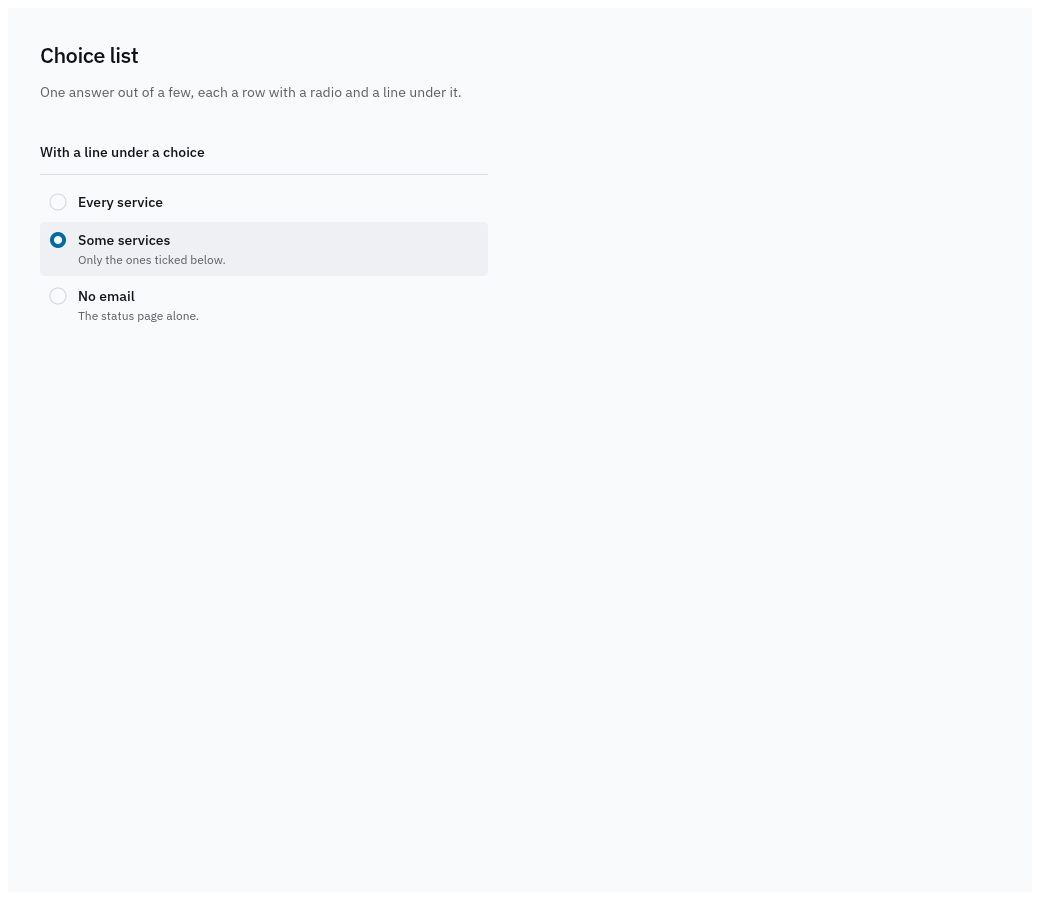 Choice list
One answer out of a few, each a row with a radio and a line under it.
With a line under a choice
Every service
Some services
Only the ones ticked below.
No email
The status page alone.